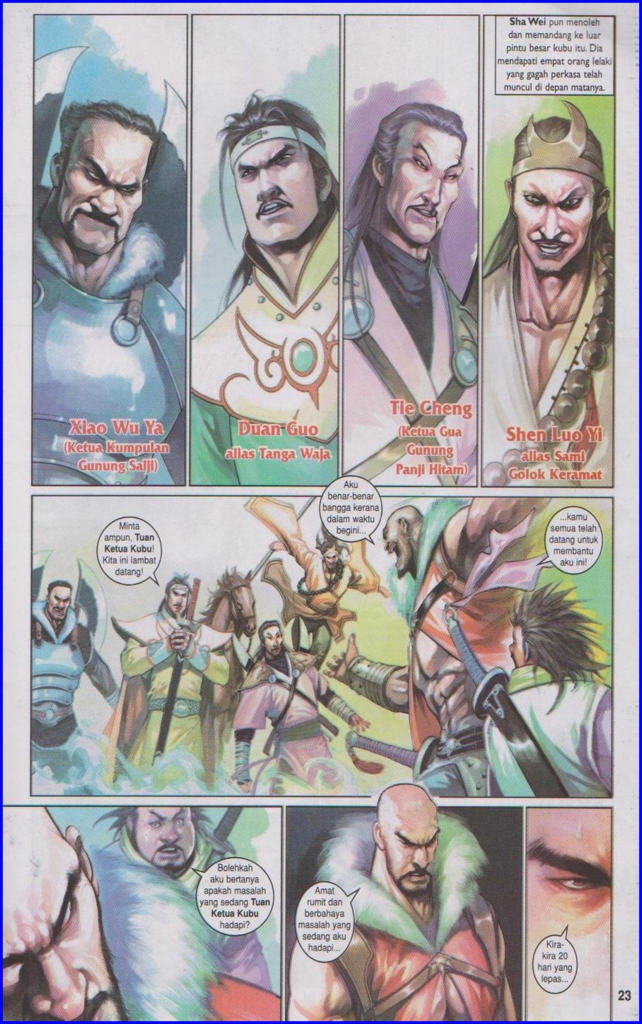 Sha Wei pun menoleh
dan memandang ke luar
pintu besar kubu itu. Dia
mendapati empat orang lelaki
yang gagah perkasa telah
muncul di depan matanya.
Xiao Wu Ya
(Ketua Kumpulan
Gunung Salji)
Duan Guo
alias Tanga Waja
Tie Cheng
(Ketua Gua
Gunung
Panji Hitam)
Shen Luo Yi
alias Sami
Golok Keramat
Minta
ampun, Tuan
Ketua Kubu!
Kita ini lambat
datang!
Aku
benar-benar
bangga kerana
dalam waktu
begini...
...kamu
semua telah
datang untuk
membantu
aku ini!
Bolehkah
aku bertanya
apakah masalah
yang sedang Tuan
Ketua Kubu
hadapi?
Amat
rumit dan
berbahaya
masalah yang
sedang aku
hadapi...
Kira-
kira 20
hari yang
lepas...
23